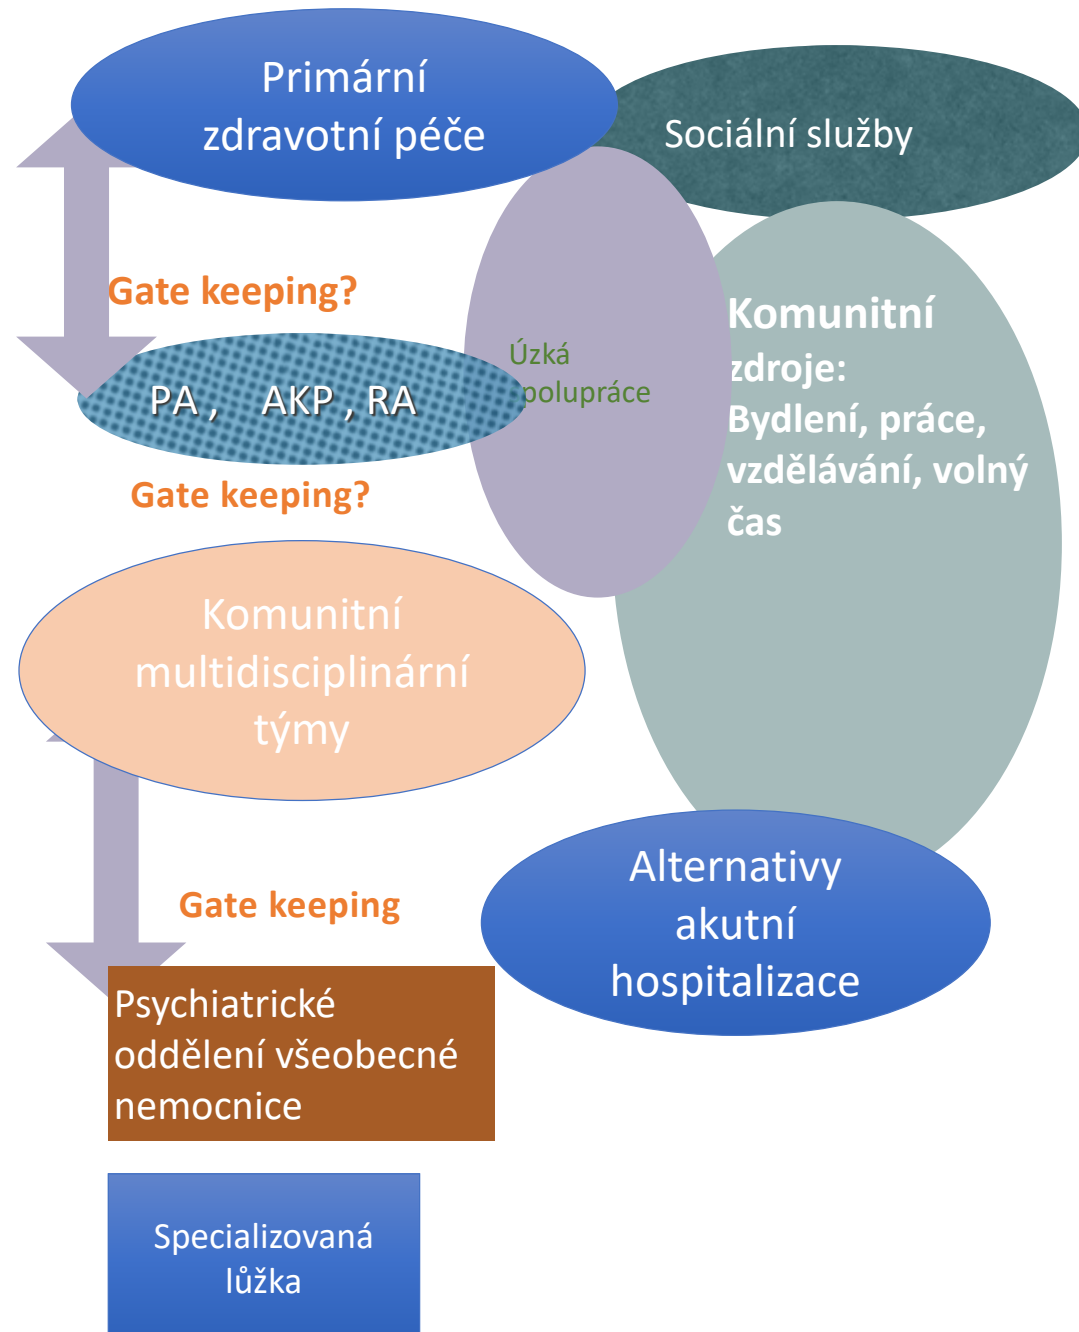 Primární
zdravotní péče
Sociální služby
Gate keeping?
Komunitní
zdroje:
Bydlení, práce,
vzdělávání, volný
čas
Úzká
polupráce
PA , AKP , RA
Gate keeping?
Komunitní
multidisciplinární
týmy
Alternativy
akutní
hospitalizace
Gate keeping
Psychiatrické
oddělení všeobecné
nemocnice
Specializovaná
lůžka